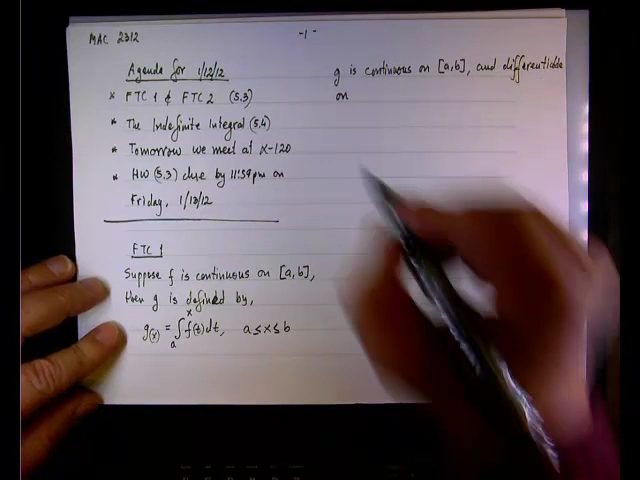 MAC 2312
-1-
Agenda for 1/12/12
* FTC 1 & FTC 2 (5.3)
* The Indefinite Integral (5.4)
* Tomorrow we meet at X-120
* HW (5.3) due by 11:59pm on
Friday, 1/13/12
FTC 1
Suppose f is continuous on [a,b],
then g is defined by,
g(x) = ∫ₐˣ f(t)dt, a ≤ x ≤ b
g is continuous on [a,b], and differentiable
on